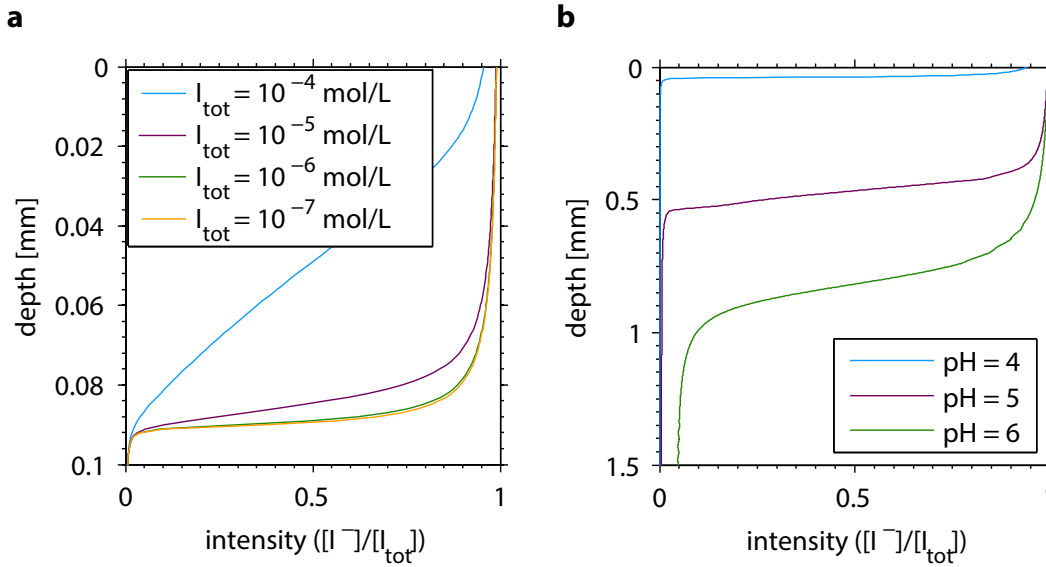 a
0
0.02
0.04
0.06
0.08
0.1
depth [mm]
I_tot = 10^−4 mol/L
I_tot = 10^−5 mol/L
I_tot = 10^−6 mol/L
I_tot = 10^−7 mol/L
0
0.5
1
intensity ([I^−]/[I_tot])
b
0
0.5
1
1.5
depth [mm]
pH = 4
pH = 5
pH = 6
0
0.5
intensity ([I^−]/[I_tot])